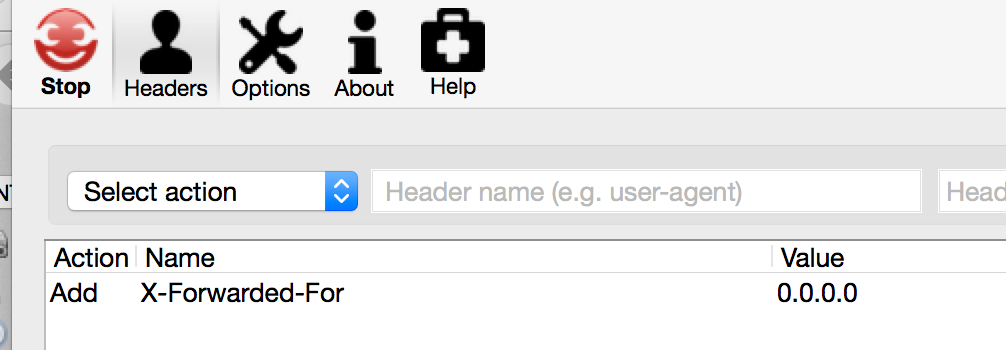 Stop Headers Options About Help
Select action Header name (e.g. user-agent) Head
Action Name Value
Add X-Forwarded-For 0.0.0.0